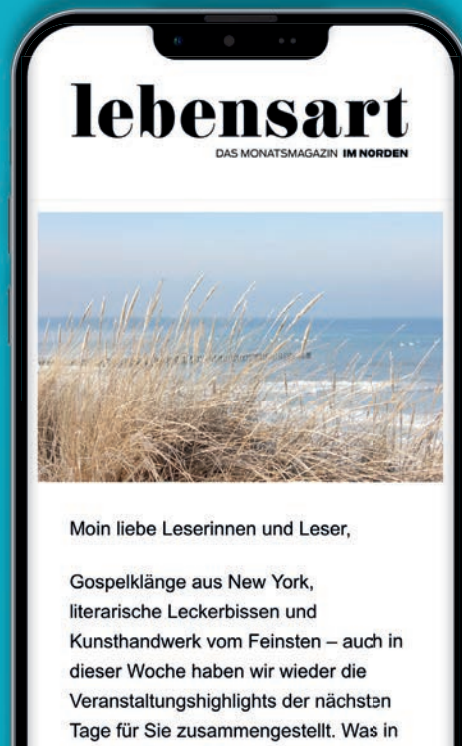 lebensart
DAS MONATSMAGAZIN IM NORDEN
Moin liebe Leserinnen und Leser,
Gospelklänge aus New York,
literarische Leckerbissen und
Kunsthandwerk vom Feinsten – auch in
dieser Woche haben wir wieder die
Veranstaltungshighlights der nächsten
Tage für Sie zusammengestellt. Was in